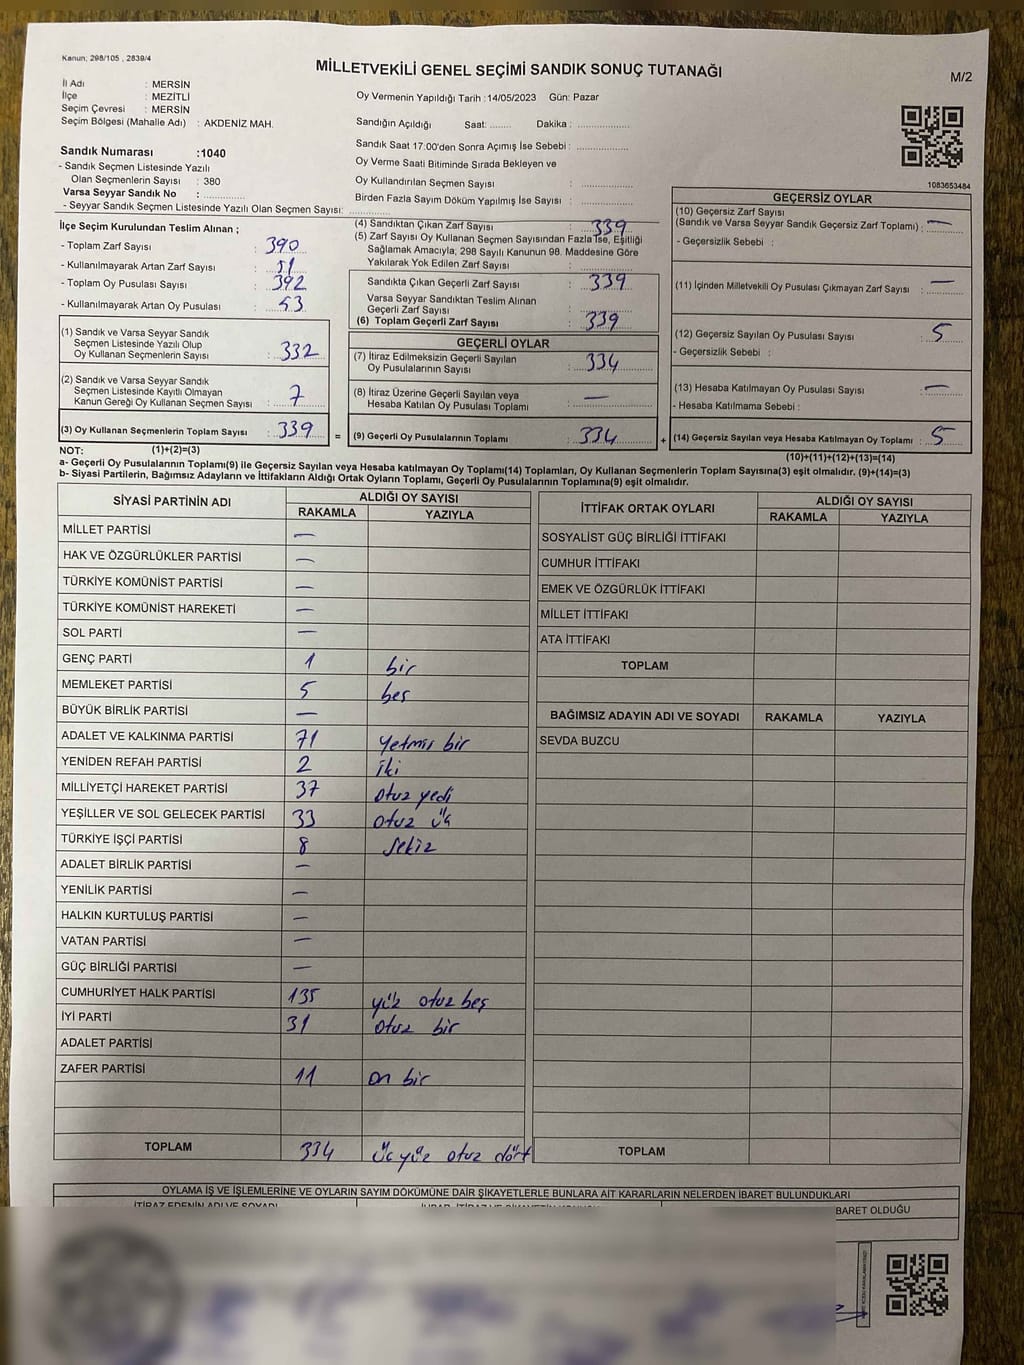 Kanun; 298/105 , 2839/4
MİLLETVEKİLİ GENEL SEÇİMİ SANDIK SONUÇ TUTANAĞI
M/2
İl Adı : MERSİN
İlçe : MEZİTLİ
Seçim Çevresi : MERSİN
Seçim Bölgesi (Mahalle Adı) : AKDENİZ MAH.
Oy Vermenin Yapıldığı Tarih :14/05/2023 Gün: Pazar
Sandığın Açıldığı Saat: ........ Dakika : ..................
Sandık Saat 17:00'den Sonra Açımış İse Sebebi : ..................
Oy Verme Saati Bitiminde Sırada Bekleyen ve
Oy Kullandırılan Seçmen Sayısı : ..................
Birden Fazla Sayım Döküm Yapılmış İse Sayısı : ..................
Sandık Numarası :1040
- Sandık Seçmen Listesinde Yazılı
Olan Seçmenlerin Sayısı : 380
Varsa Seyyar Sandık No : ..............
- Seyyar Sandık Seçmen Listesinde Yazılı Olan Seçmen Sayısı: ..............
1083653484
İlçe Seçim Kurulundan Teslim Alınan ;
- Toplam Zarf Sayısı : 390
- Kullanılmayarak Artan Zarf Sayısı : 51
- Toplam Oy Pusulası Sayısı : 392
- Kullanılmayarak Artan Oy Pusulası : 53
(1) Sandık ve Varsa Seyyar Sandık
Seçmen Listesinde Yazılı Olup
Oy Kullanan Seçmenlerin Sayısı : 332
(2) Sandık ve Varsa Seyyar Sandık
Seçmen Listesinde Kayıtlı Olmayan
Kanun Gereği Oy Kullanan Seçmen Sayısı : 7
(3) Oy Kullanan Seçmenlerin Toplam Sayısı : 339
(4) Sandıktan Çıkan Zarf Sayısı : 339
(5) Zarf Sayısı Oy Kullanan Seçmen Sayısından Fazla İse, Eşitliği
Sağlamak Amacıyla, 298 Sayılı Kanunun 98. Maddesine Göre
Yakılarak Yok Edilen Zarf Sayısı : ..................
Sandıkta Çıkan Geçerli Zarf Sayısı : 339
Varsa Seyyar Sandıktan Teslim Alınan
Geçerli Zarf Sayısı : ..................
(6) Toplam Geçerli Zarf Sayısı : 339
GEÇERLİ OYLAR
(7) İtiraz Edilmeksizin Geçerli Sayılan
Oy Pusulalarının Sayısı : 334
(8) İtiraz Üzerine Geçerli Sayılan veya
Hesaba Katılan Oy Pusulası Toplamı : —
= (9) Geçerli Oy Pusulalarının Toplamı : 334
GEÇERSİZ OYLAR
(10) Geçersiz Zarf Sayısı
(Sandık ve Varsa Seyyar Sandık Geçersiz Zarf Toplamı) : —
- Geçersizlik Sebebi :
(11) İçinden Milletvekili Oy Pusulası Çıkmayan Zarf Sayısı : —
(12) Geçersiz Sayılan Oy Pusulası Sayısı : 5
- Geçersizlik Sebebi :
(13) Hesaba Katılmayan Oy Pusulası Sayısı : —
- Hesaba Katılmama Sebebi :
+ (14) Geçersiz Sayılan veya Hesaba Katılmayan Oy Toplamı : 5
NOT: (1)+(2)=(3)
(10)+(11)+(12)+(13)=(14)
a- Geçerli Oy Pusulalarının Toplamı(9) ile Geçersiz Sayılan veya Hesaba katılmayan Oy Toplamı(14) Toplamları, Oy Kullanan Seçmenlerin Toplam Sayısına(3) eşit olmalıdır. (9)+(14)=(3)
b- Siyasi Partilerin, Bağımsız Adayların ve İttifakların Aldığı Ortak Oyların Toplamı, Geçerli Oy Pusulalarının Toplamına(9) eşit olmalıdır.
SİYASİ PARTİNİN ADI ALDIĞI OY SAYISI
RAKAMLA YAZIYLA
MİLLET PARTİSİ —
HAK VE ÖZGÜRLÜKLER PARTİSİ —
TÜRKİYE KOMÜNİST PARTİSİ —
TÜRKİYE KOMÜNİST HAREKETİ —
SOL PARTİ —
GENÇ PARTİ 1 bir
MEMLEKET PARTİSİ 5 beş
BÜYÜK BİRLİK PARTİSİ —
ADALET VE KALKINMA PARTİSİ 71 yetmiş bir
YENİDEN REFAH PARTİSİ 2 iki
MİLLİYETÇİ HAREKET PARTİSİ 37 otuz yedi
YEŞİLLER VE SOL GELECEK PARTİSİ 33 otuz üç
TÜRKİYE İŞÇİ PARTİSİ 8 sekiz
ADALET BİRLİK PARTİSİ —
YENİLİK PARTİSİ —
HALKIN KURTULUŞ PARTİSİ —
VATAN PARTİSİ —
GÜÇ BİRLİĞİ PARTİSİ —
CUMHURİYET HALK PARTİSİ 135 yüz otuz beş
İYİ PARTİ 31 otuz bir
ADALET PARTİSİ
ZAFER PARTİSİ 11 on bir
TOPLAM 334 üç yüz otuz dört
İTTİFAK ORTAK OYLARI ALDIĞI OY SAYISI
RAKAMLA YAZIYLA
SOSYALİST GÜÇ BİRLİĞİ İTTİFAKI
CUMHUR İTTİFAKI
EMEK VE ÖZGÜRLÜK İTTİFAKI
MİLLET İTTİFAKI
ATA İTTİFAKI
TOPLAM
BAĞIMSIZ ADAYIN ADI VE SOYADI RAKAMLA YAZIYLA
SEVDA BUZCU
TOPLAM
OYLAMA İŞ VE İŞLEMLERİNE VE OYLARIN SAYIM DÖKÜMÜNE DAİR ŞİKAYETLERLE BUNLARA AİT KARARLARIN NELERDEN İBARET BULUNDUKLARI
İTİRAZ EDENİN ADI VE SOYADI
BARET OLDUĞU